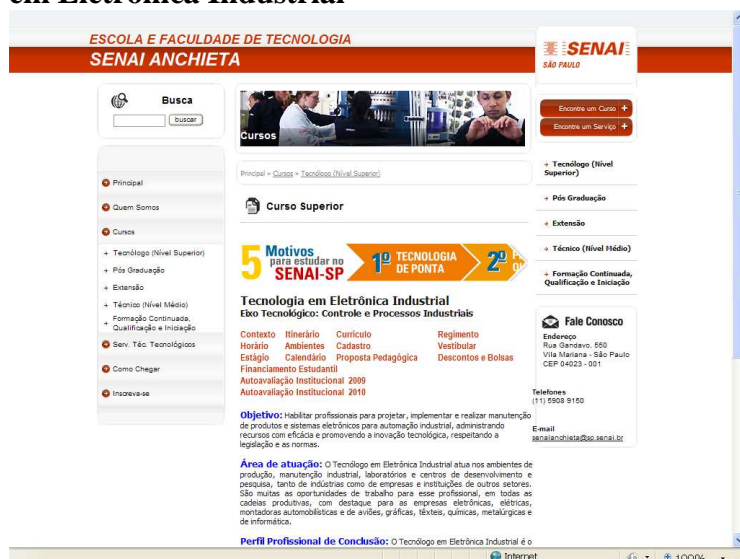 em Eletrônica Industrial
ESCOLA E FACULDADE DE TECNOLOGIA
SENAI ANCHIETA
SENAI
SÃO PAULO
Busca
buscar
Cursos
Encontre um Curso +
Encontre um Serviço +
Principal » Cursos » Tecnólogo (Nível Superior)
Curso Superior
Principal
Quem Somos
Cursos
Tecnólogo (Nível Superior)
Pós Graduação
Extensão
Técnico (Nível Médio)
Formação Continuada,
Qualificação e Iniciação
Serv. Téc. Tecnológicos
Como Chegar
Inscreva-se
5 Motivos
para estudar no
SENAI-SP
1º TECNOLOGIA
DE PONTA
2º
Tecnologia em Eletrônica Industrial
Eixo Tecnológico: Controle e Processos Industriais
Contexto Itinerário Currículo Regimento
Horário Ambientes Cadastro Vestibular
Estágio Calendário Proposta Pedagógica Descontos e Bolsas
Financiamento Estudantil
Autoavaliação Institucional 2009
Autoavaliação Institucional 2010
Objetivo: Habilitar profissionais para projetar, implementar e realizar manutenção
de produtos e sistemas eletrônicos para automação industrial, administrando
recursos com eficácia e promovendo a inovação tecnológica, respeitando a
legislação e as normas.
Área de atuação: O Tecnólogo em Eletrônica Industrial atua nos ambientes de
produção, manutenção industrial, laboratórios e centros de desenvolvimento e
pesquisa, tanto de indústrias como de empresas e instituições de outros setores.
São muitas as oportunidades de trabalho para esse profissional, em todas as
cadeias produtivas, com destaque para as empresas eletrônicas, elétricas,
montadoras automobilísticas e de aviões, gráficas, têxteis, químicas, metalúrgicas e
de informática.
Perfil Profissional de Conclusão: O Tecnólogo em Eletrônica Industrial é o
Tecnólogo (Nível
Superior)
Pós Graduação
Extensão
Técnico (Nível Médio)
Formação Continuada,
Qualificação e Iniciação
Fale Conosco
Endereço
Rua Gandavo, 550
Vila Mariana - São Paulo
CEP 04023 - 001
Telefones
(11) 5908 9150
E-mail
senaianchieta@sp.senai.br
Internet
100%